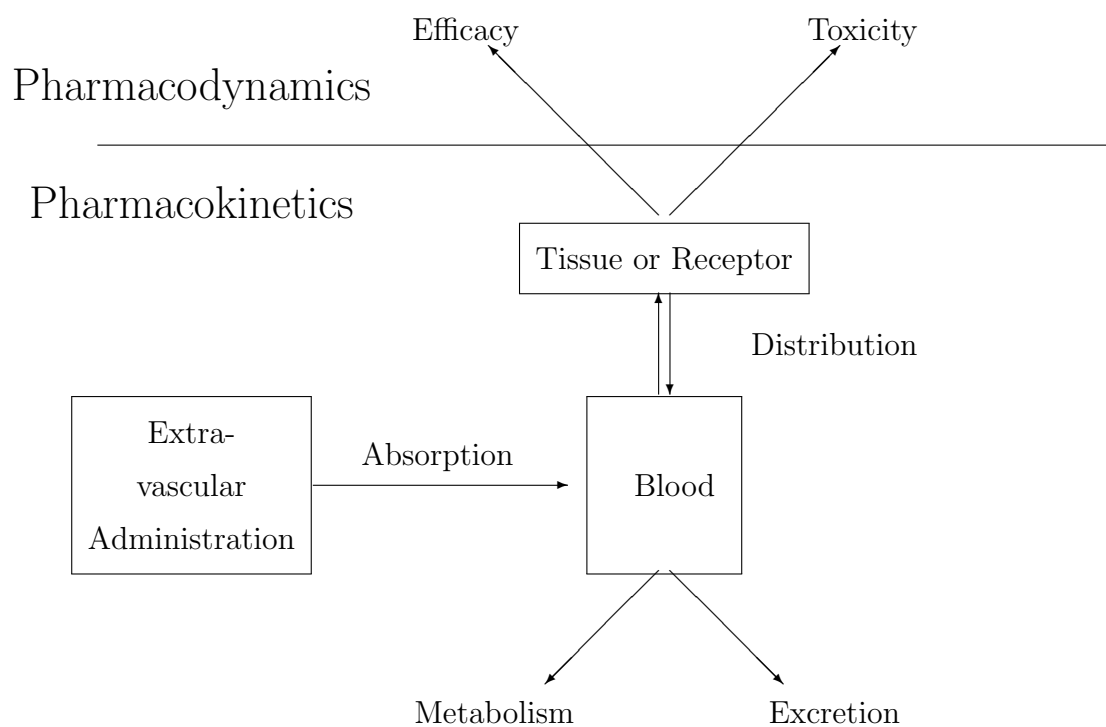 Efficacy
Toxicity
Pharmacodynamics
Pharmacokinetics
Tissue or Receptor
Distribution
Extra-
vascular
Administration
Absorption
Blood
Metabolism
Excretion